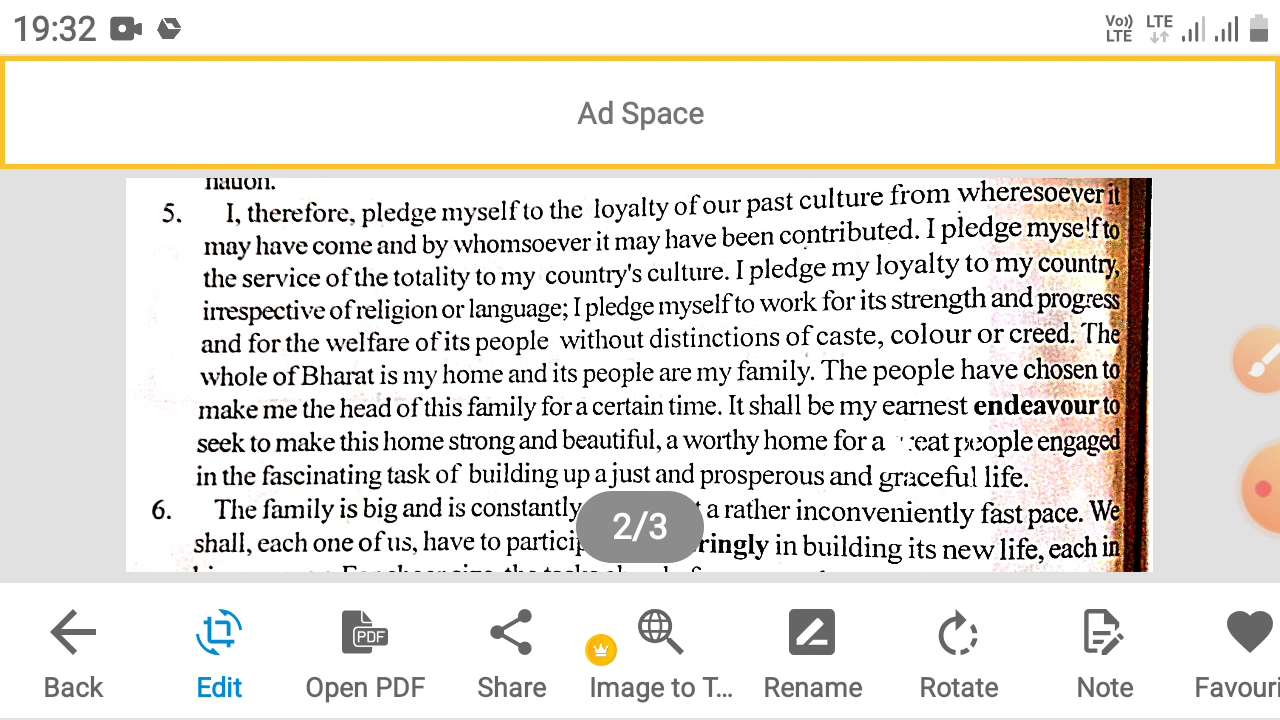 19:32
Vo)) LTE LTE
Ad Space
nation.
5. I, therefore, pledge myself to the loyalty of our past culture from wheresoever it
may have come and by whomsoever it may have been contributed. I pledge myself to
the service of the totality to my country's culture. I pledge my loyalty to my country,
irrespective of religion or language; I pledge myself to work for its strength and progress
and for the welfare of its people without distinctions of caste, colour or creed. The
whole of Bharat is my home and its people are my family. The people have chosen to
make me the head of this family for a certain time. It shall be my earnest endeavour to
seek to make this home strong and beautiful, a worthy home for a people engaged
in the fascinating task of building up a just and prosperous and graceful life.
6. The family is big and is constantly a rather inconveniently fast pace. We
2/3
shall, each one of us, have to in building its new life, each in
Back
Edit
PDF
Open PDF
Share
Image to T...
Rename
Rotate
Note
Favouri